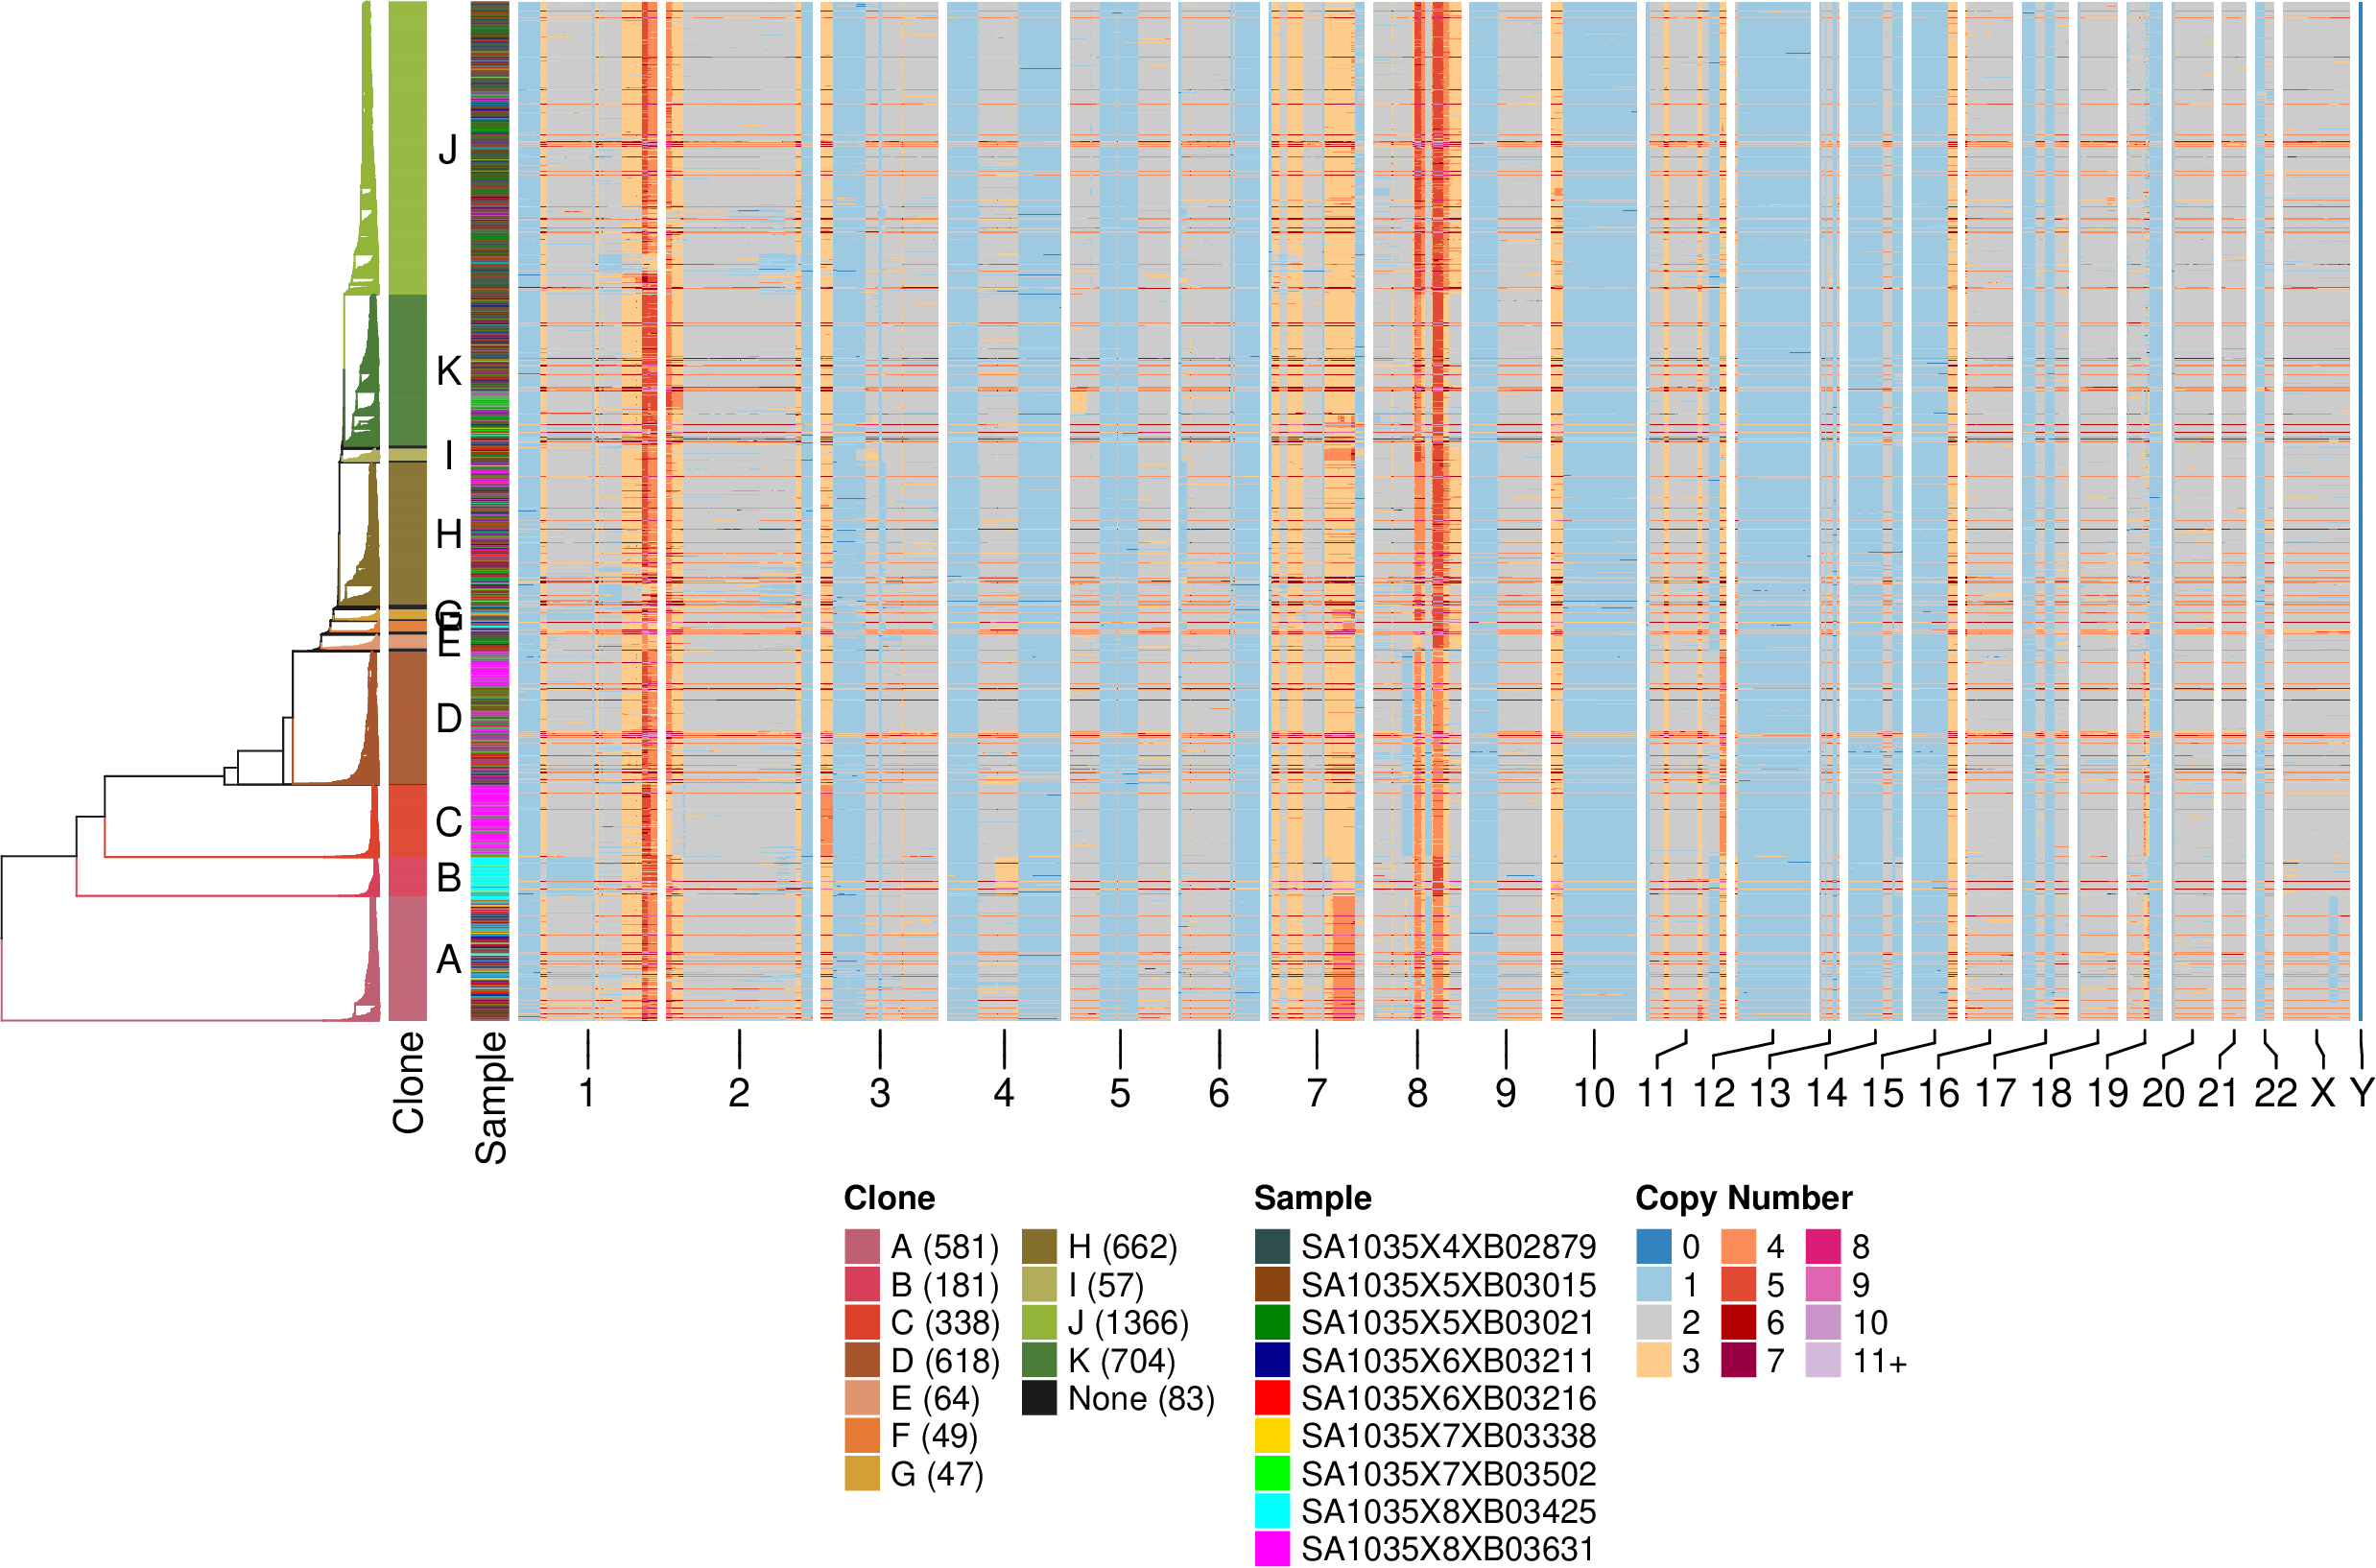 J
K
I
H
G
F
E
D
C
B
A
Clone
Sample
1 2 3 4 5 6 7 8 9 10 11 12 13 14 15 16 17 18 19 20 21 22 X Y
Clone
A (581)
B (181)
C (338)
D (618)
E (64)
F (49)
G (47)
H (662)
I (57)
J (1366)
K (704)
None (83)
Sample
SA1035X4XB02879
SA1035X5XB03015
SA1035X5XB03021
SA1035X6XB03211
SA1035X6XB03216
SA1035X7XB03338
SA1035X7XB03502
SA1035X8XB03425
SA1035X8XB03631
Copy Number
0
1
2
3
4
5
6
7
8
9
10
11+